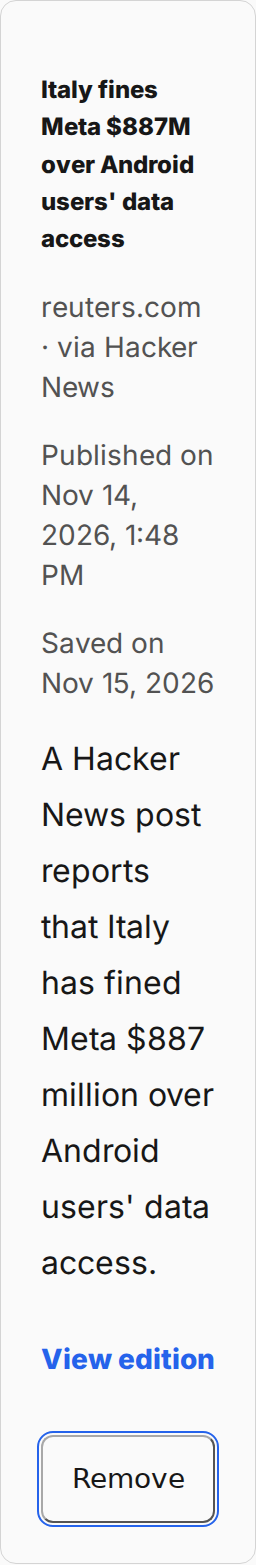 Italy fines
Meta $887M
over Android
users' data
access
reuters.com
· via Hacker
News
Published on
Nov 14,
2026, 1:48
PM
Saved on
Nov 15, 2026
A Hacker
News post
reports
that Italy
has fined
Meta $887
million over
Android
users' data
access.
View edition
Remove